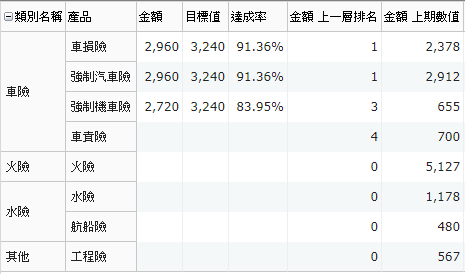 類別名稱 產品 金額 目標值 達成率 金額 上一層排名 金額 上期數值
車險 車損險 2,960 3,240 91.36% 1 2,378
強制汽車險 2,960 3,240 91.36% 1 2,912
強制機車險 2,720 3,240 83.95% 3 655
車責險 4 700
火險 火險 0 5,127
水險 水險 0 1,178
航船險 0 480
其他 工程險 0 567